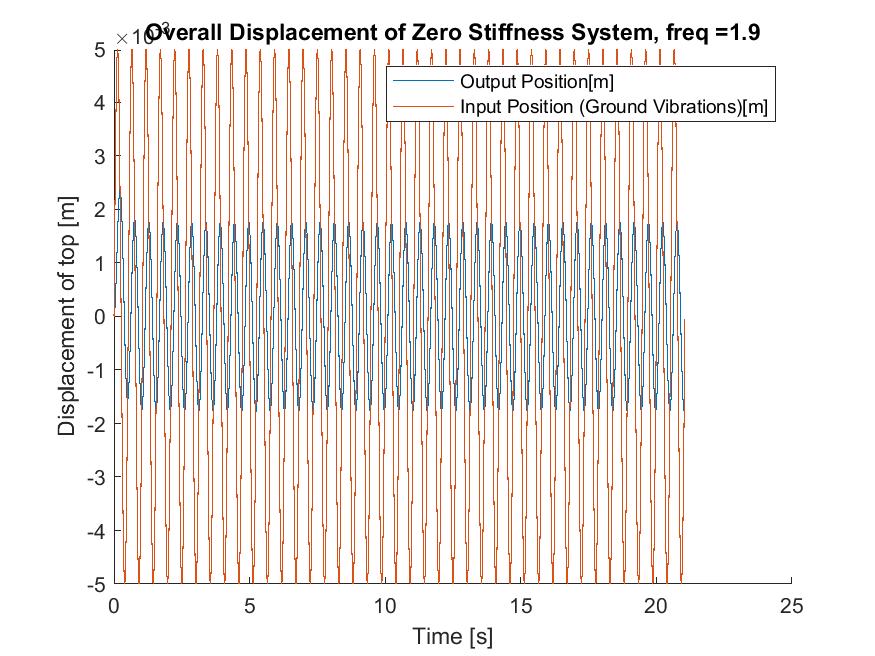 Overall Displacement of Zero Stiffness System, freq =1.9
×10-3
Output Position[m]
Input Position (Ground Vibrations)[m]
5
4
3
2
1
0
-1
-2
-3
-4
-5
Displacement of top [m]
0 5 10 15 20 25
Time [s]